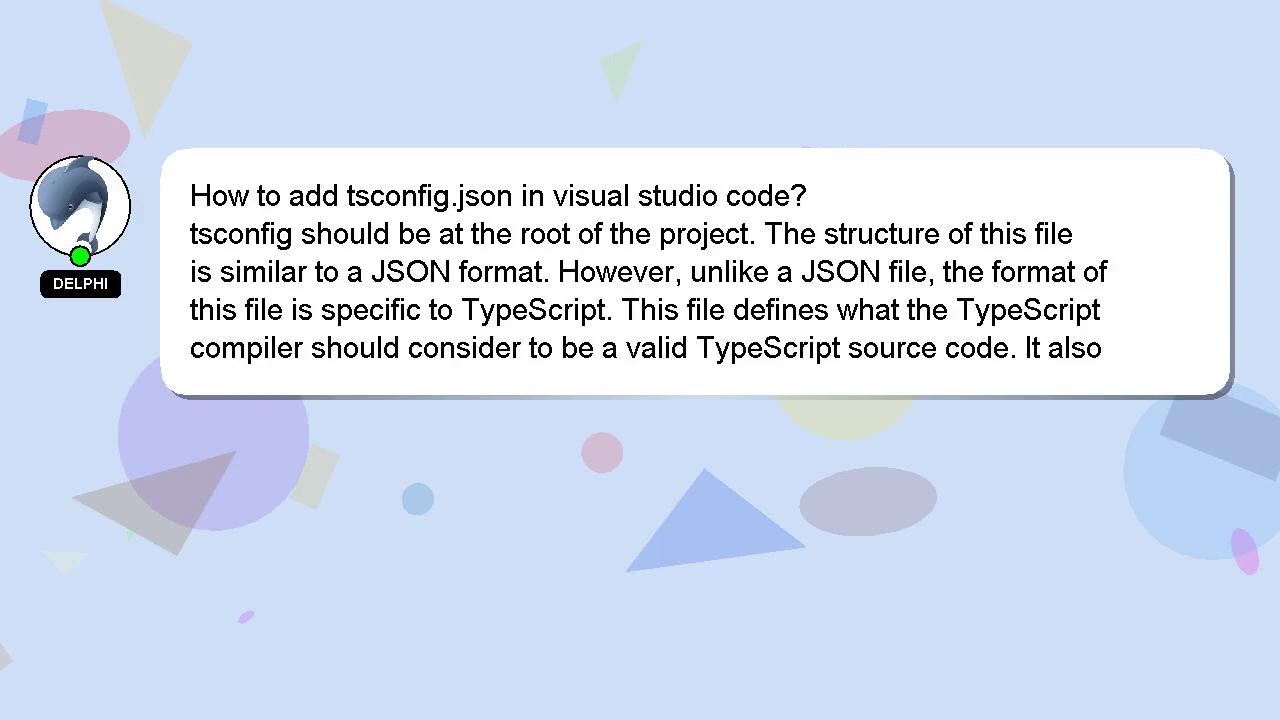 How to add tsconfig.json in visual studio code?
tsconfig should be at the root of the project. The structure of this file
is similar to a JSON format. However, unlike a JSON file, the format of
this file is specific to TypeScript. This file defines what the TypeScript
compiler should consider to be a valid TypeScript source code. It also
DELPHI